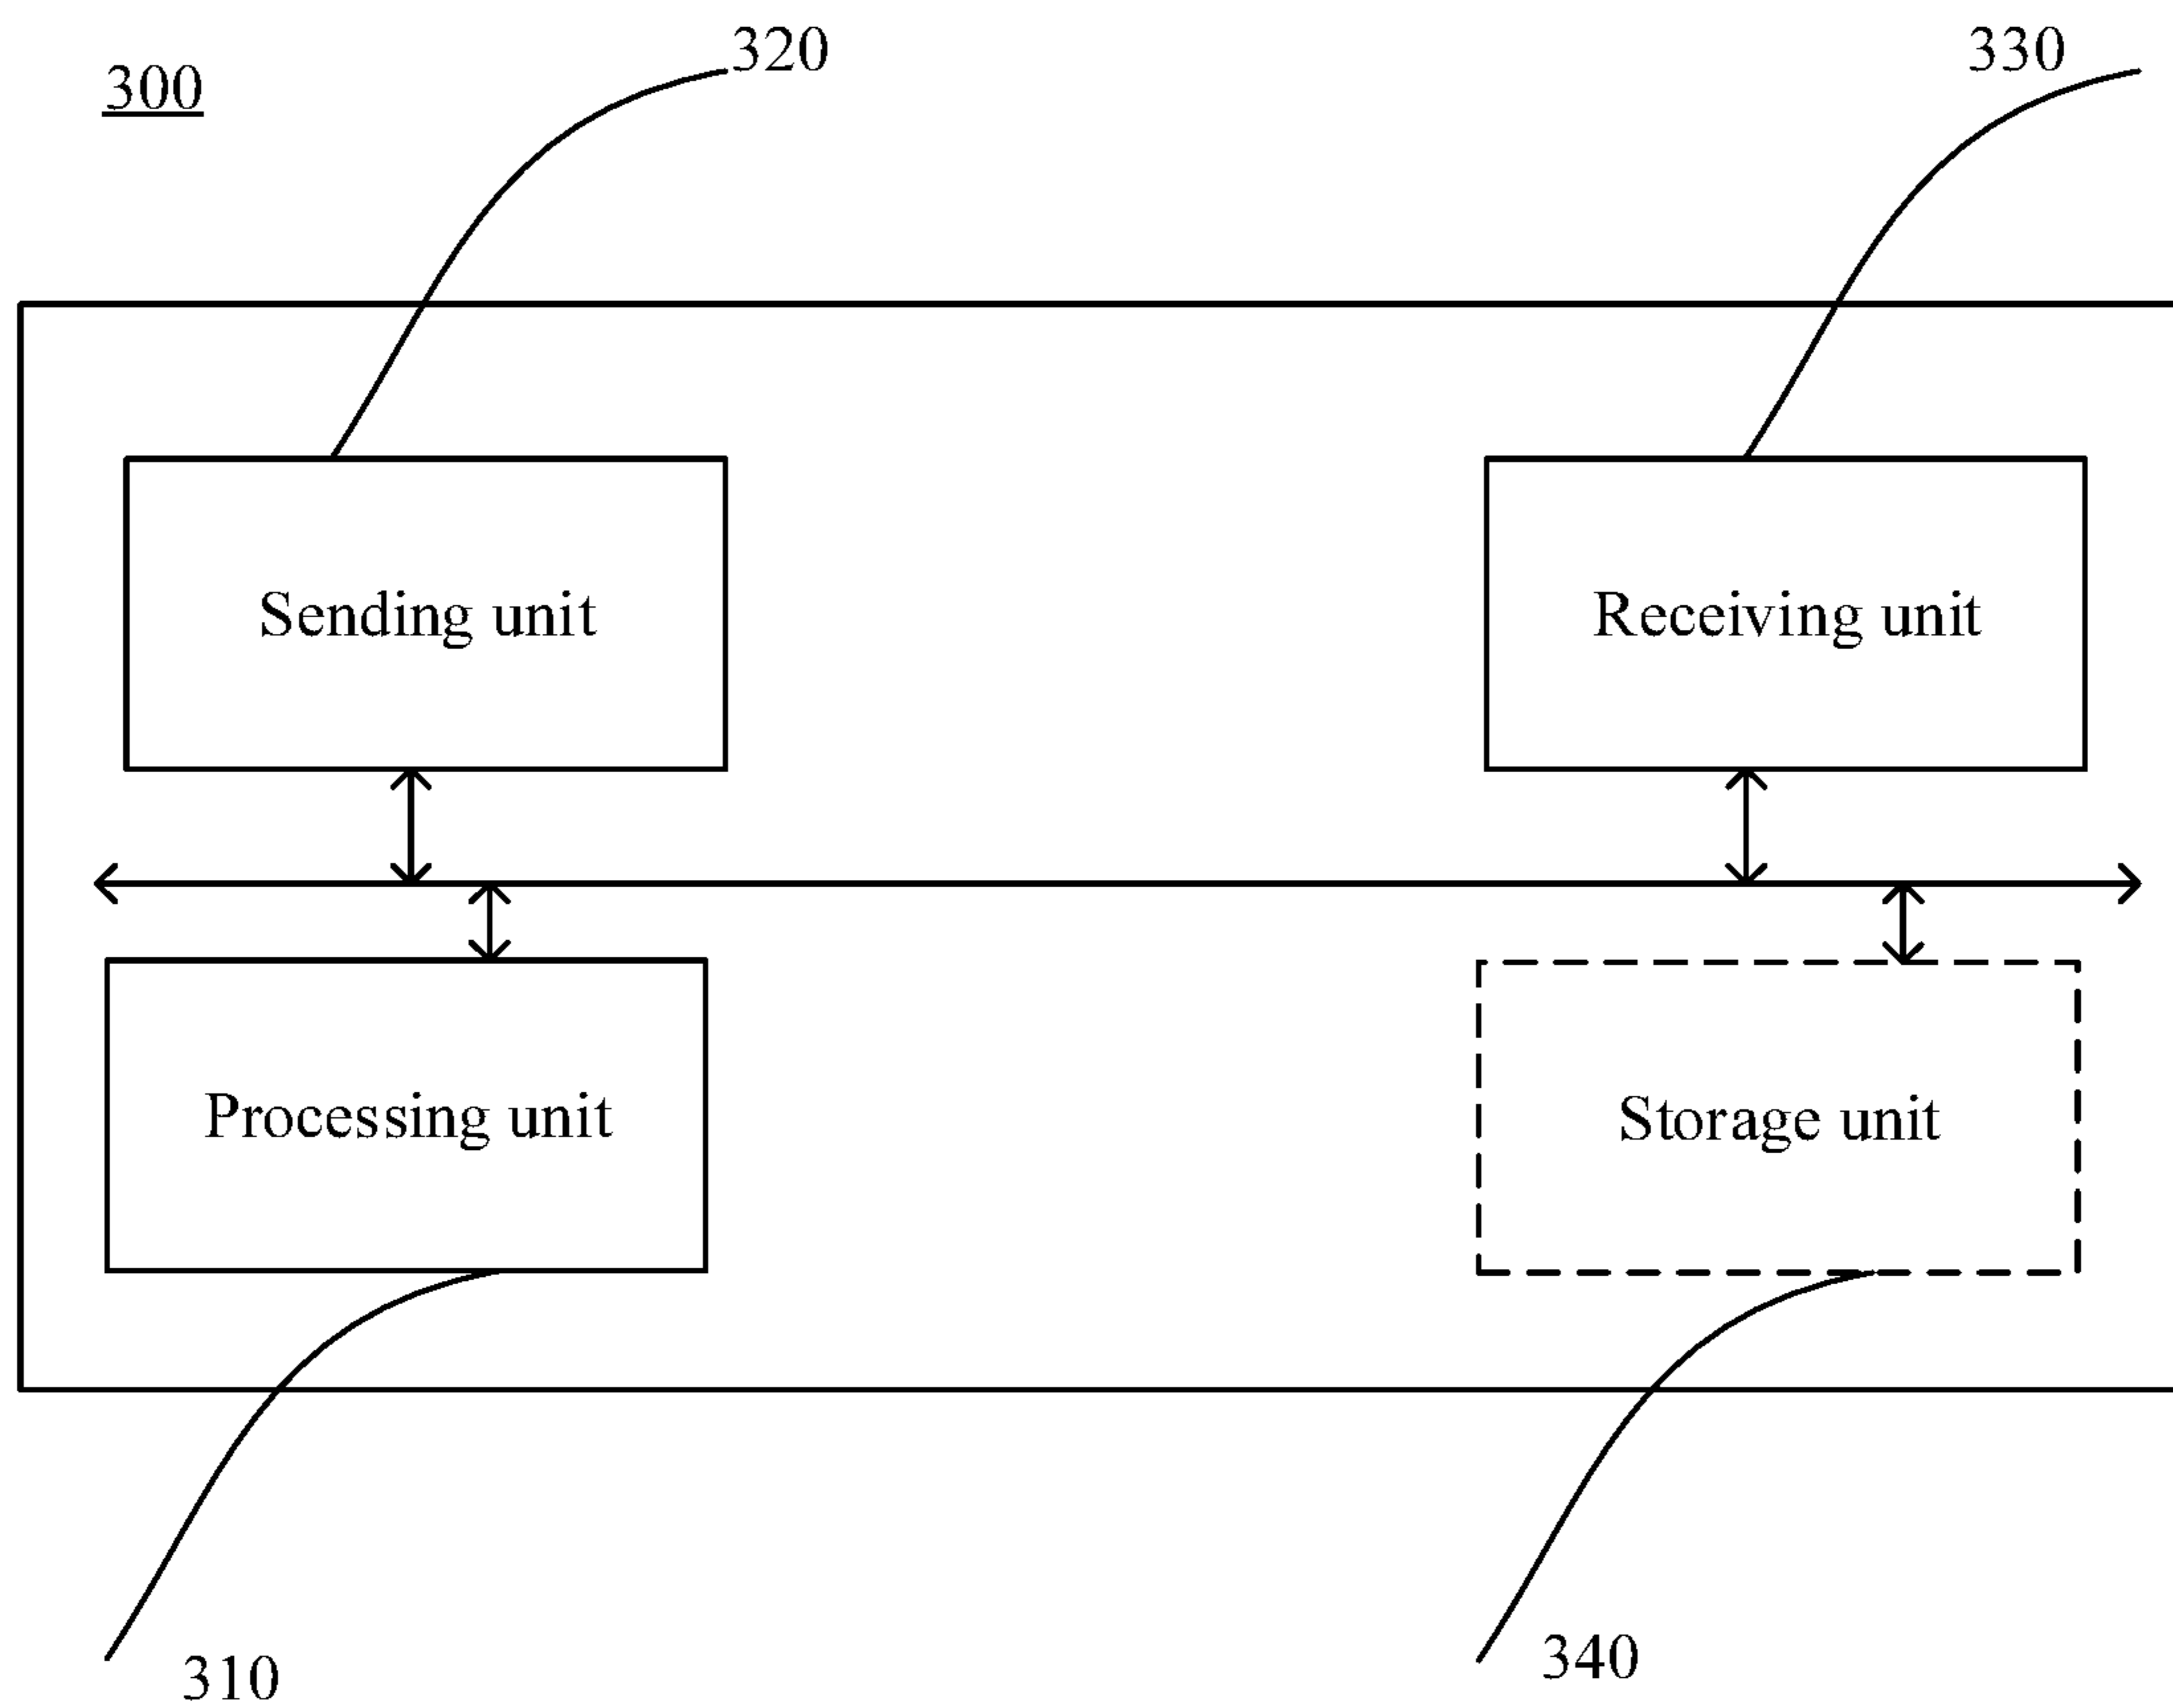 300
320
330
Sending unit
Receiving unit
Processing unit
Storage unit
310
340